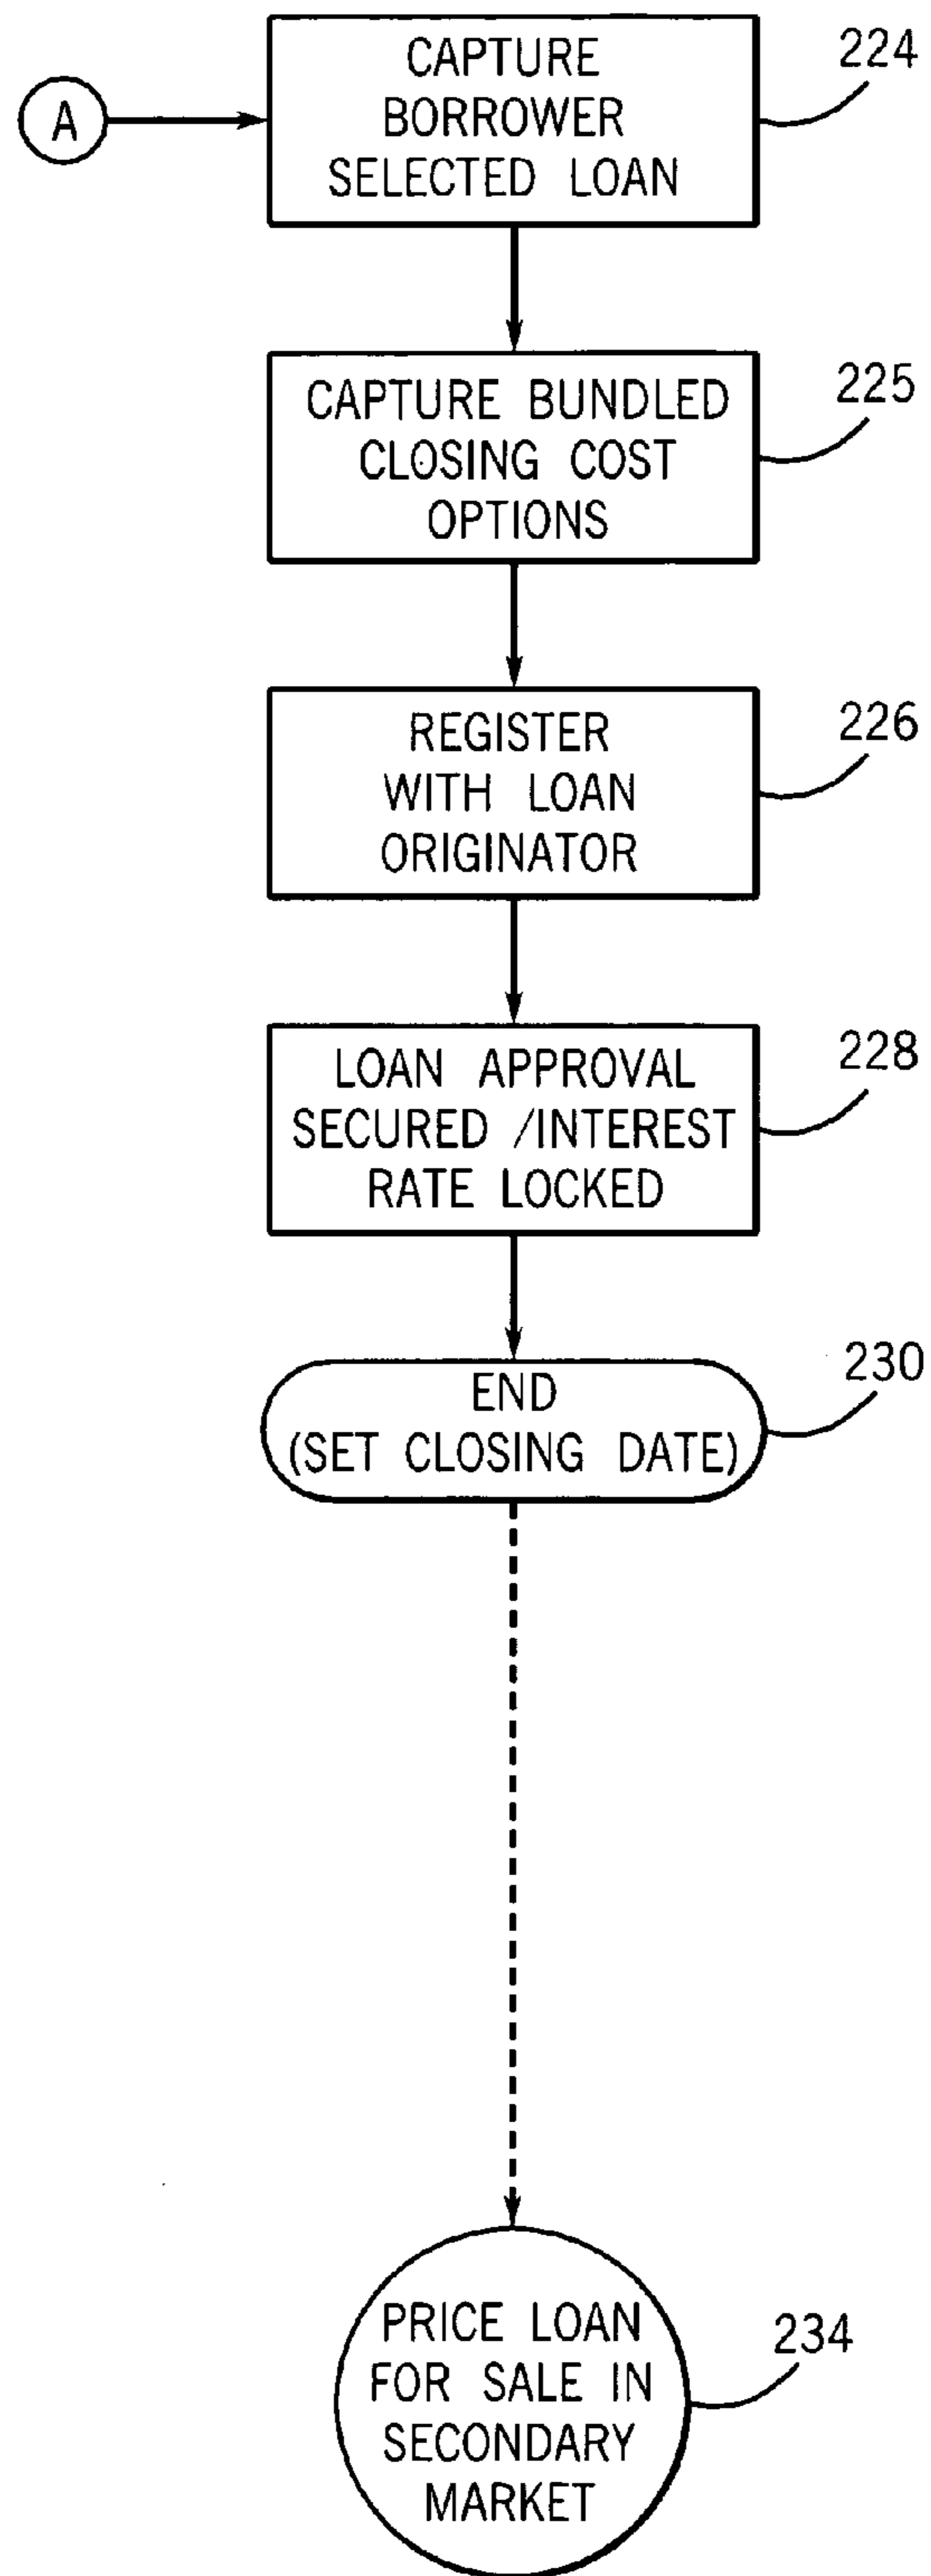 A
CAPTURE
BORROWER
SELECTED LOAN
224
CAPTURE BUNDLED
CLOSING COST
OPTIONS
225
REGISTER
WITH LOAN
ORIGINATOR
226
LOAN APPROVAL
SECURED /INTEREST
RATE LOCKED
228
END
(SET CLOSING DATE)
230
PRICE LOAN
FOR SALE IN
SECONDARY
MARKET
234